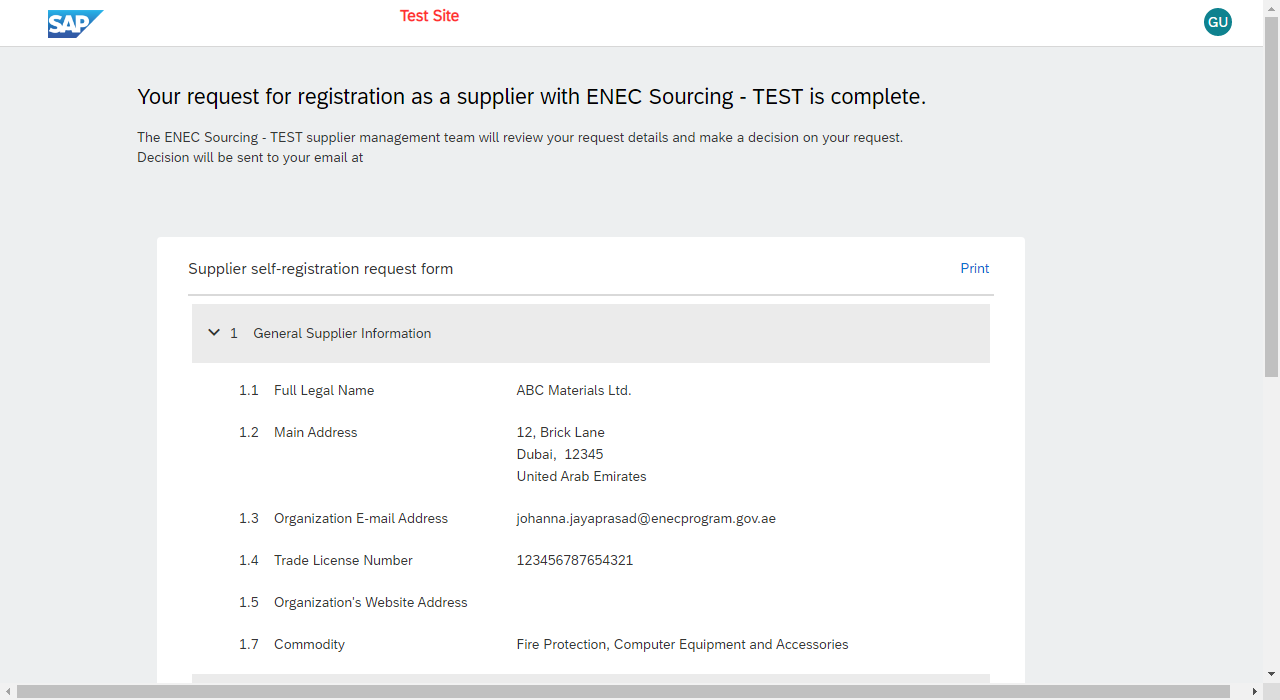 SAP
Test Site
GU
Your request for registration as a supplier with ENEC Sourcing - TEST is complete.
The ENEC Sourcing - TEST supplier management team will review your request details and make a decision on your request.
Decision will be sent to your email at
Supplier self-registration request form
Print
1 General Supplier Information
1.1 Full Legal Name ABC Materials Ltd.
1.2 Main Address 12, Brick Lane
Dubai, 12345
United Arab Emirates
1.3 Organization E-mail Address johanna.jayaprasad@enecprogram.gov.ae
1.4 Trade License Number 123456787654321
1.5 Organization's Website Address
1.7 Commodity Fire Protection, Computer Equipment and Accessories